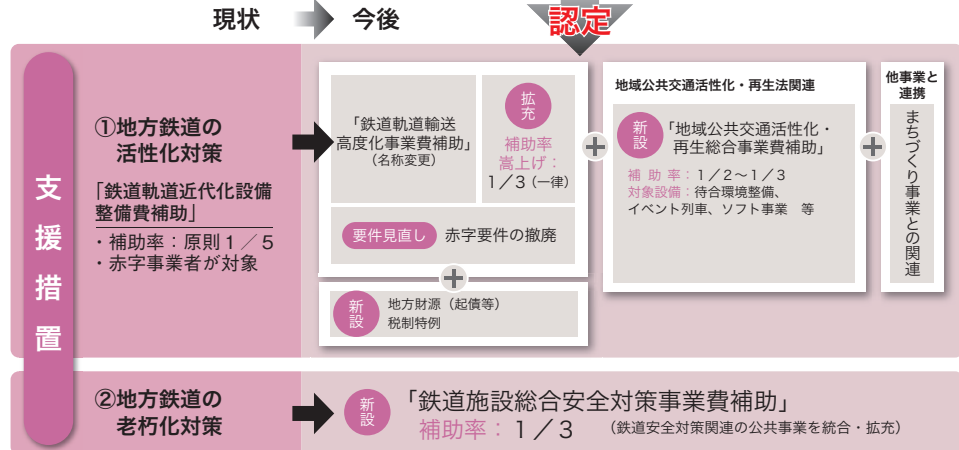 現状
今後
認定
支援措置
①地方鉄道の
活性化対策
「鉄道軌道近代化設備
整備費補助」
・補助率：原則１／５
・赤字事業者が対象
「鉄道軌道輸送
高度化事業費補助」
（名称変更）
拡充
補助率
嵩上げ：
１／３（一律）
要件見直し
赤字要件の撤廃
＋
新設
地方財源（起債等）
税制特例
＋
地域公共交通活性化・再生法関連
新設
「地域公共交通活性化・
再生総合事業費補助」
補助率：１／２～１／３
対象設備：待合環境整備、
イベント列車、ソフト事業　等
＋
他事業と
連携
まちづくり事業との関連
②地方鉄道の
老朽化対策
新設
「鉄道施設総合安全対策事業費補助」
補助率：１／３　（鉄道安全対策関連の公共事業を統合・拡充）